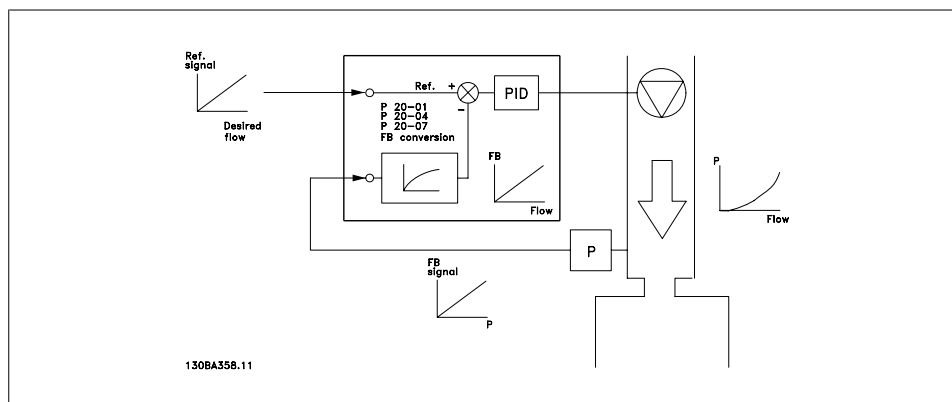 Ref.
signal
Desired
flow
Ref.
+
-
PID
P 20-01
P 20-04
P 20-07
FB conversion
FB
Flow
P
Flow
P
FB
signal
P
130BA358.11